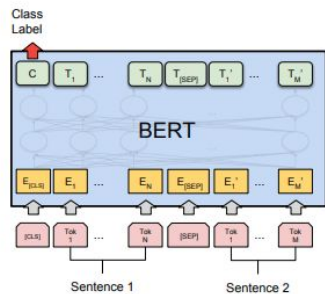 Class
Label
C T1 ... TN T[SEP] T1' ... TM'
BERT
E[CLS] E1 ... EN E[SEP] E1' ... EM'
[CLS] Tok 1 ... Tok N [SEP] Tok 1 ... Tok M
Sentence 1 Sentence 2